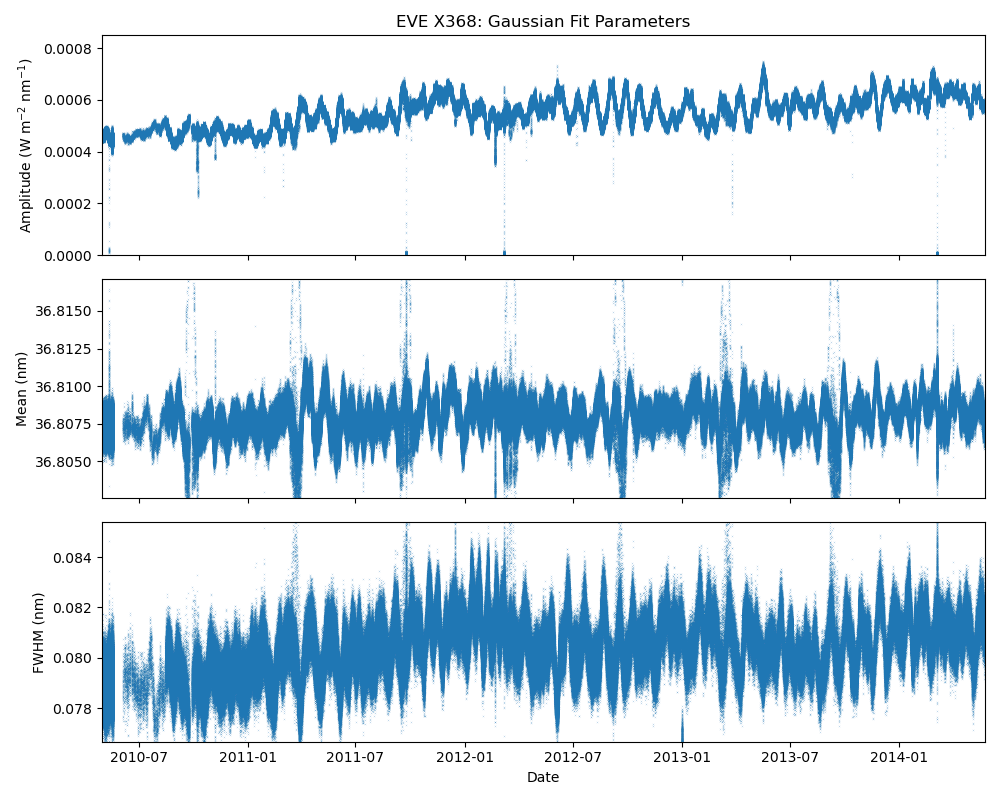 EVE X368: Gaussian Fit Parameters
Amplitude (W m⁻² nm⁻¹)
0.0008
0.0006
0.0004
0.0002
0.0000
Mean (nm)
36.8150
36.8125
36.8100
36.8075
36.8050
FWHM (nm)
0.084
0.082
0.080
0.078
2010-07 2011-01 2011-07 2012-01 2012-07 2013-01 2013-07 2014-01
Date